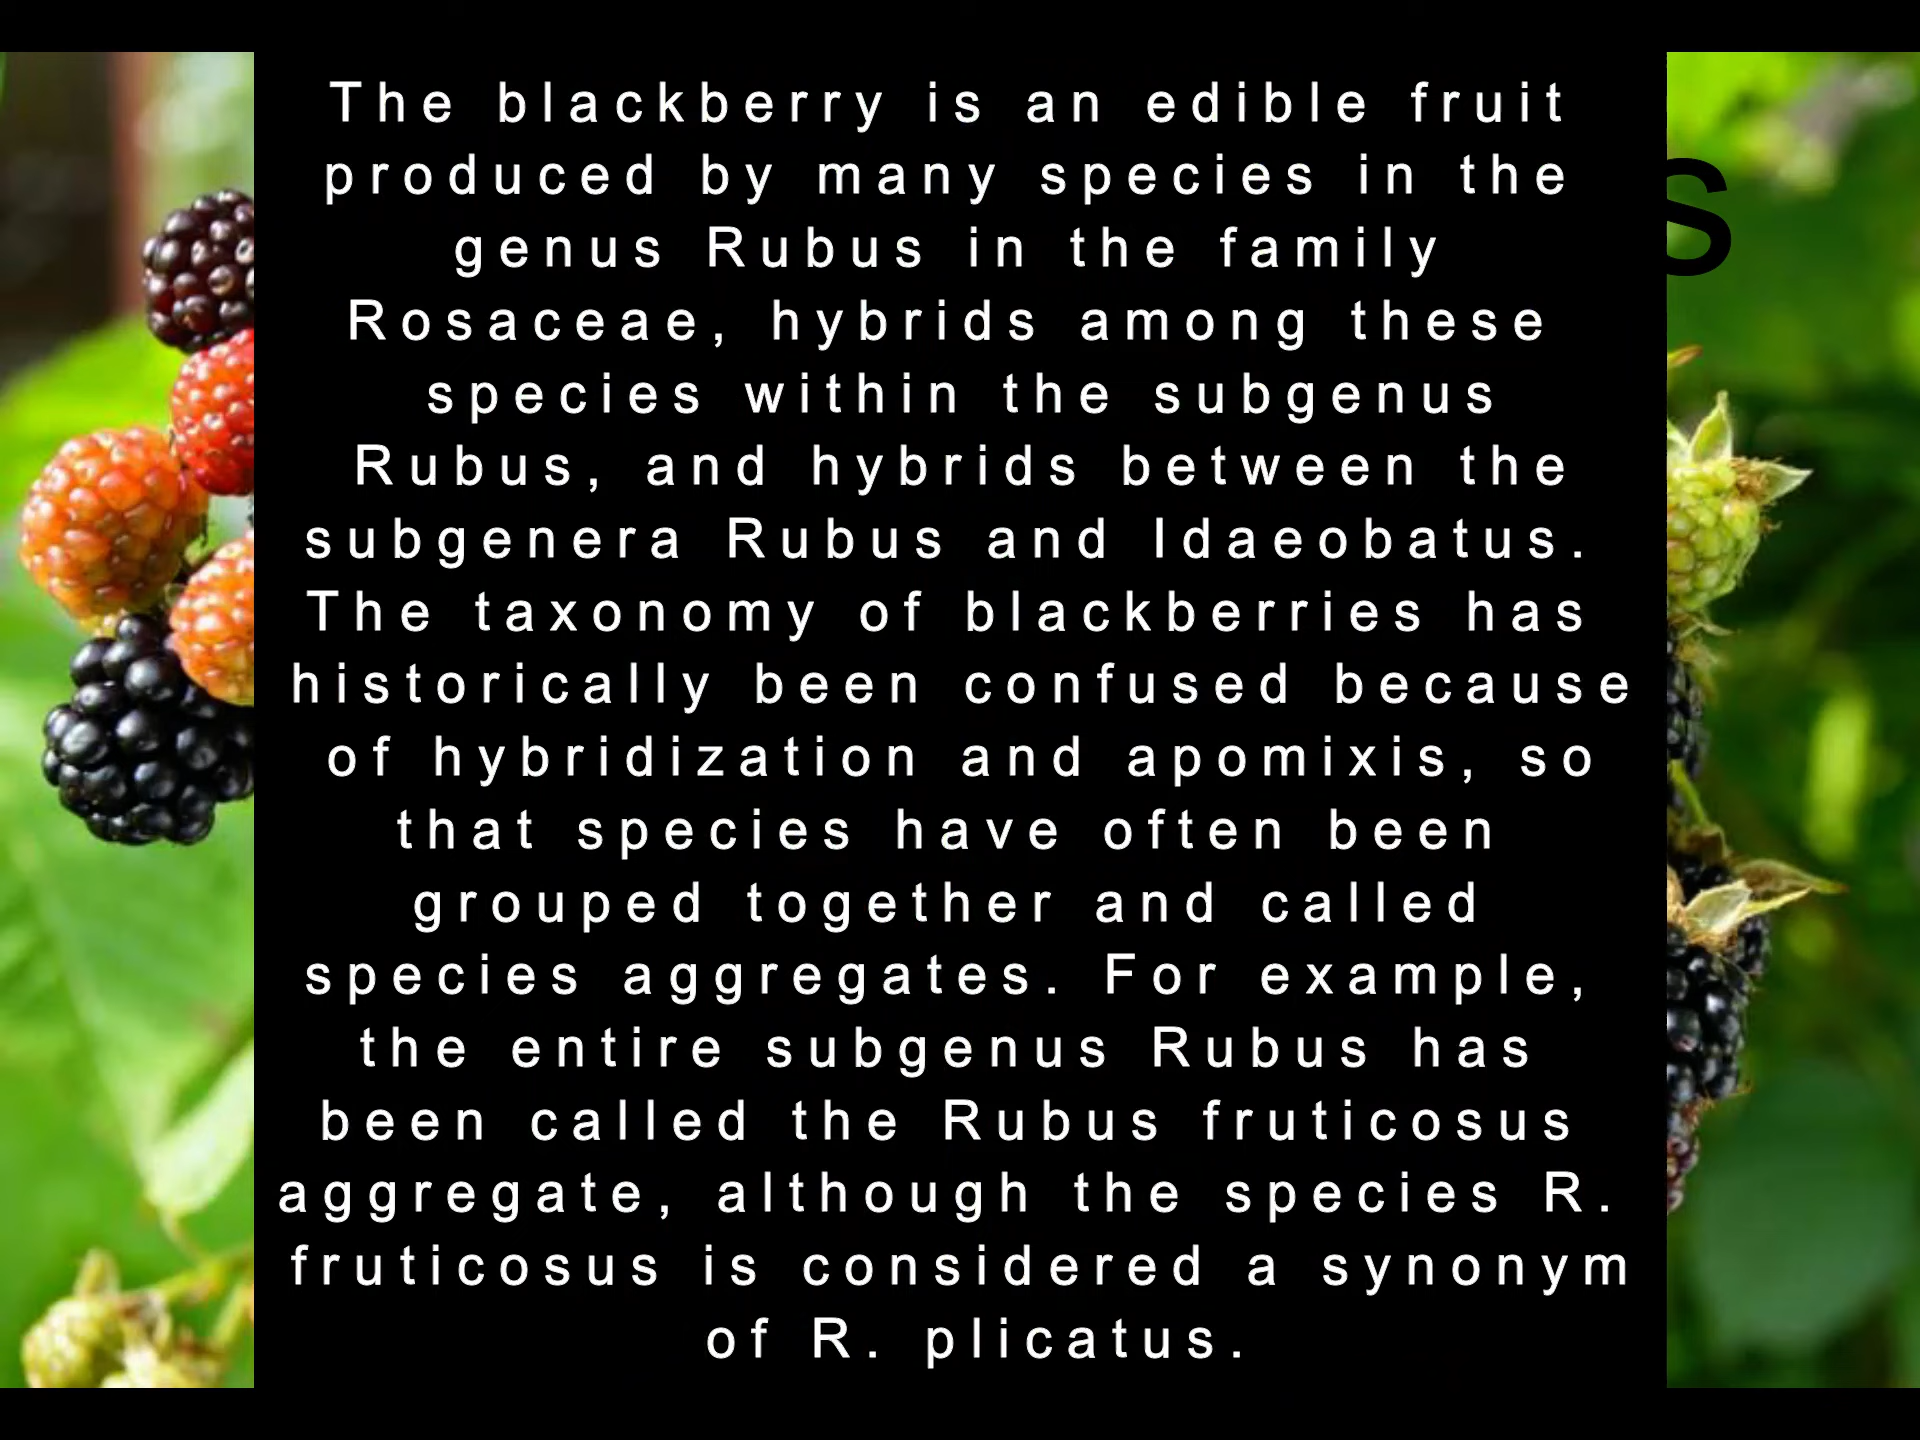 The blackberry is an edible fruit
produced by many species in the
genus Rubus in the family
Rosaceae, hybrids among these
species within the subgenus
Rubus, and hybrids between the
subgenera Rubus and Idaeobatus.
The taxonomy of blackberries has
historically been confused because
of hybridization and apomixis, so
that species have often been
grouped together and called
species aggregates. For example,
the entire subgenus Rubus has
been called the Rubus fruticosus
aggregate, although the species R.
fruticosus is considered a synonym
of R. plicatus.